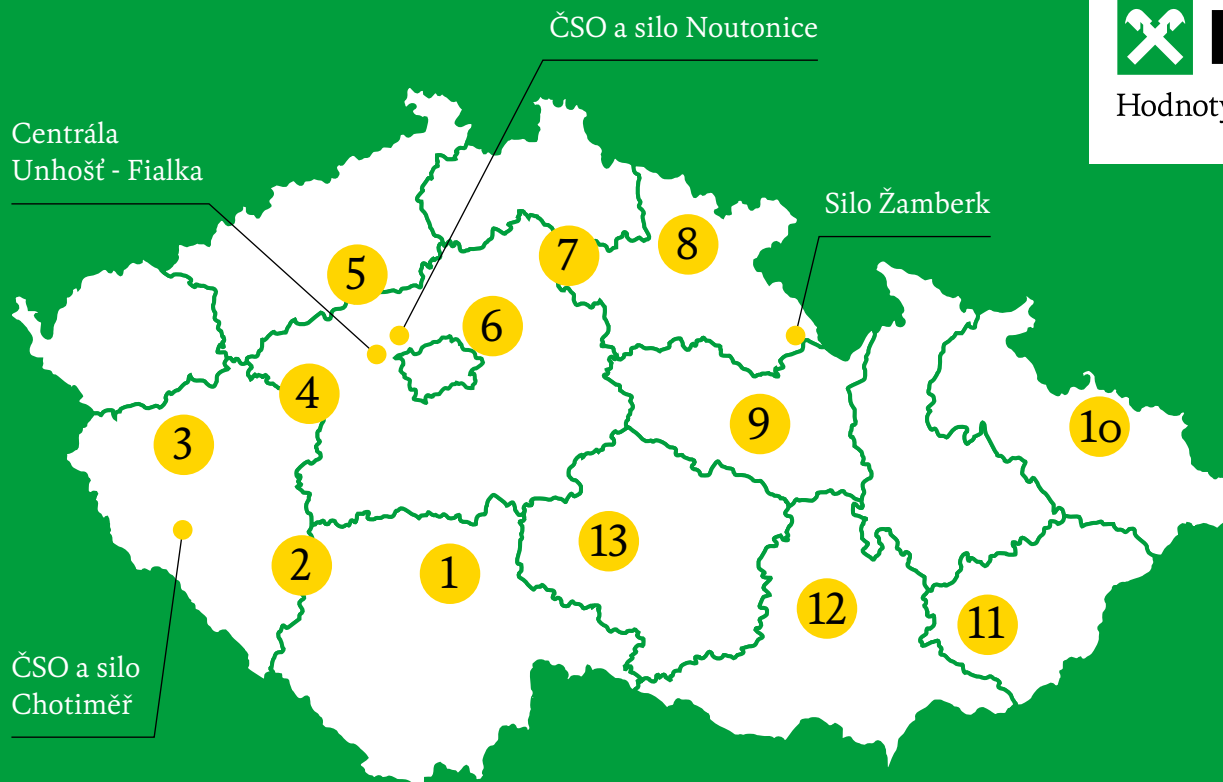 ČSO a silo Noutonice
Hodnoty
Centrála
Unhošť - Fialka
Silo Žamberk
5
7
8
6
4
3
9
10
2
1
13
12
11
ČSO a silo
Chotiměř